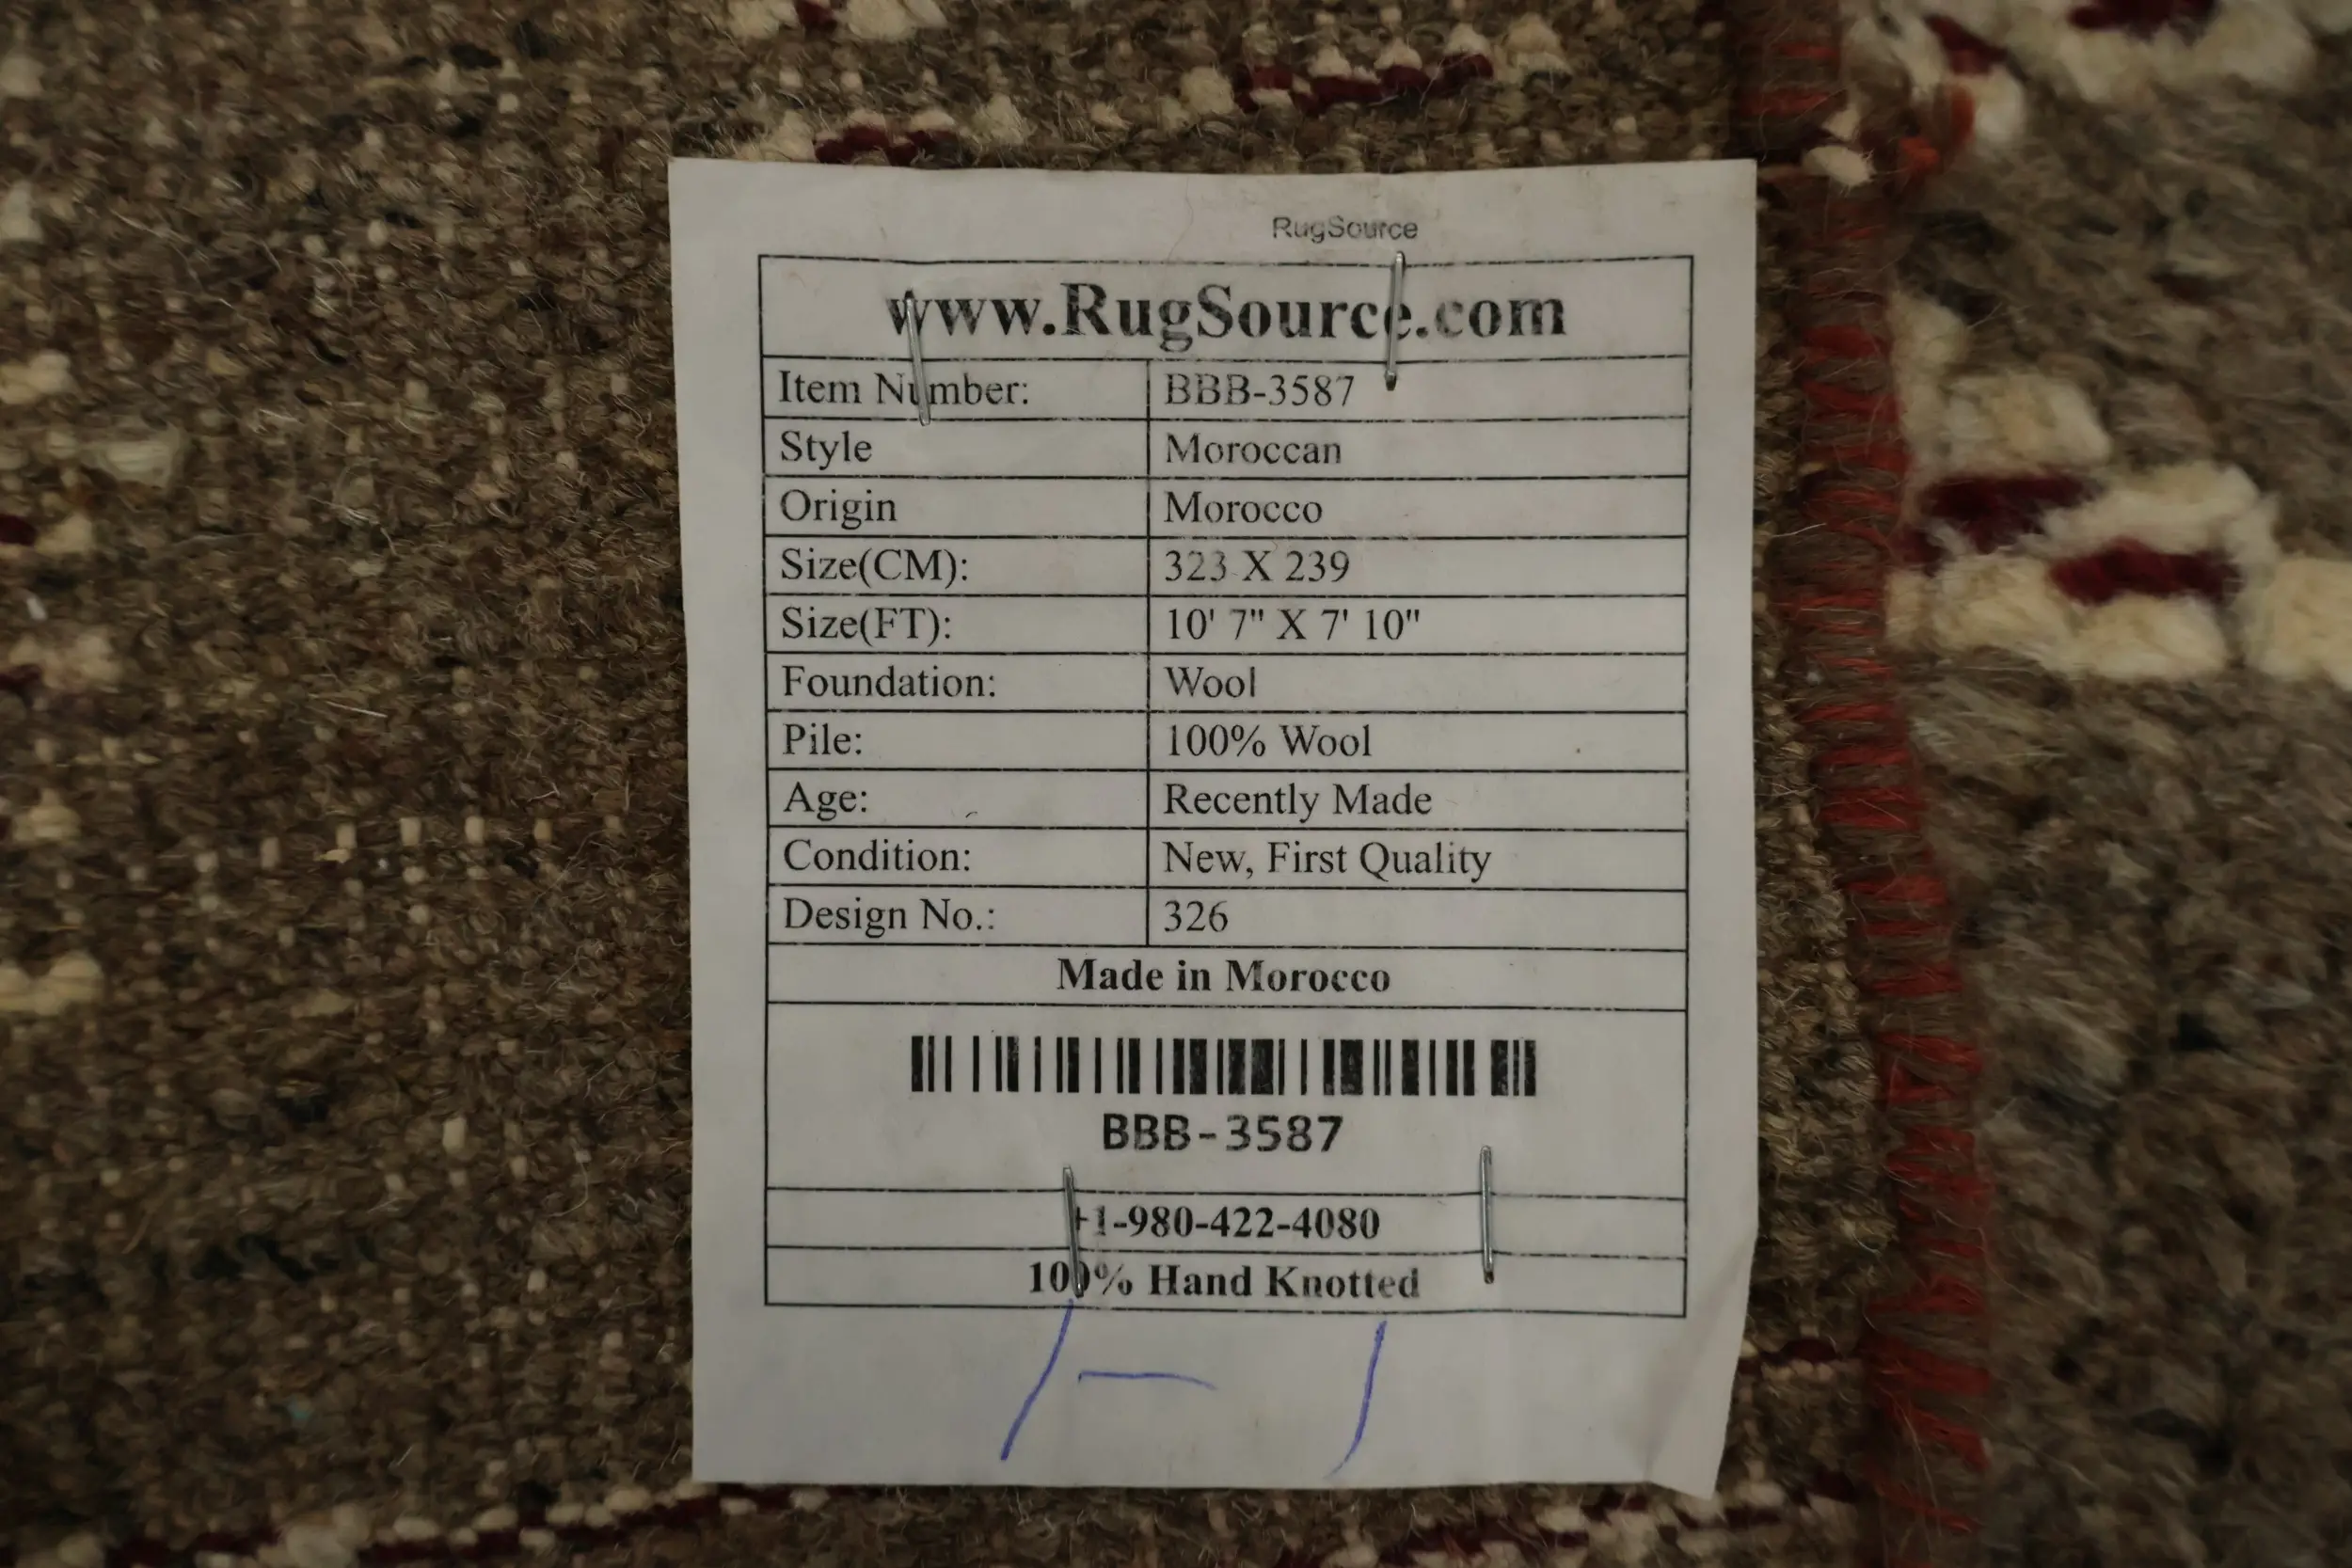 RugSource
www.RugSource.com
Item Number: BBB-3587
Style Moroccan
Origin Morocco
Size(CM): 323 X 239
Size(FT): 10' 7" X 7' 10"
Foundation: Wool
Pile: 100% Wool
Age: Recently Made
Condition: New, First Quality
Design No.: 326
Made in Morocco
BBB-3587
+1-980-422-4080
100% Hand Knotted
1-1